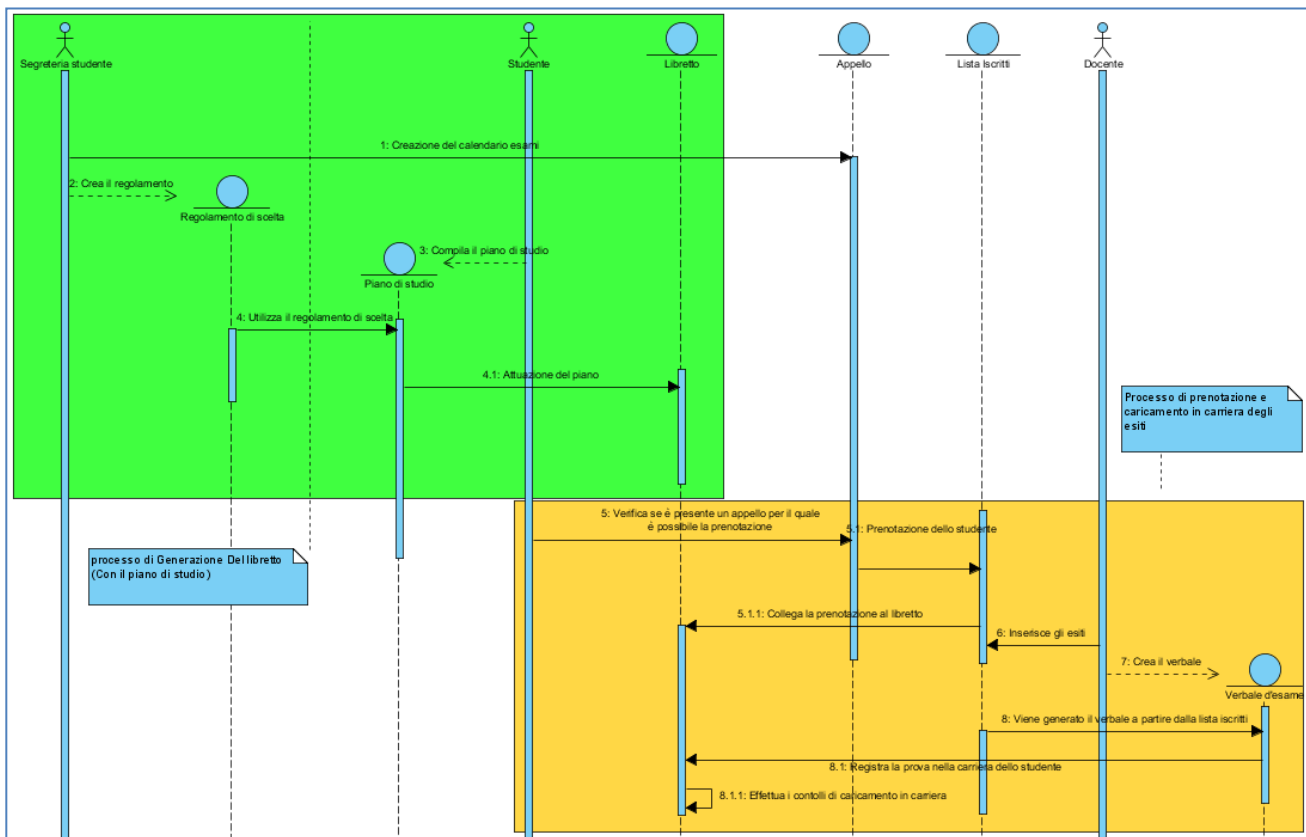 Segreteria studente
Studente
Libretto
Appello
Lista Iscritti
Docente
1: Creazione del calendario esami
2: Crea il regolamento
Regolamento di scelta
3: Compila il piano di studio
Piano di studio
4: Utilizza il regolamento di scelta
4.1: Attuazione del piano
Processo di prenotazione e
caricamento in carriera degli
esiti
5: Verifica se è presente un appello per il quale
è possibile la prenotazione
5.1: Prenotazione dello studente
processo di Generazione Del libretto
(Con il piano di studio)
5.1.1: Collega la prenotazione al libretto
6: Inserisce gli esiti
7: Crea il verbale
Verbale d'esame
8: Viene generato il verbale a partire dalla lista iscritti
8.1: Registra la prova nella carriera dello studente
8.1.1: Effettua i contolli di caricamento in carriera